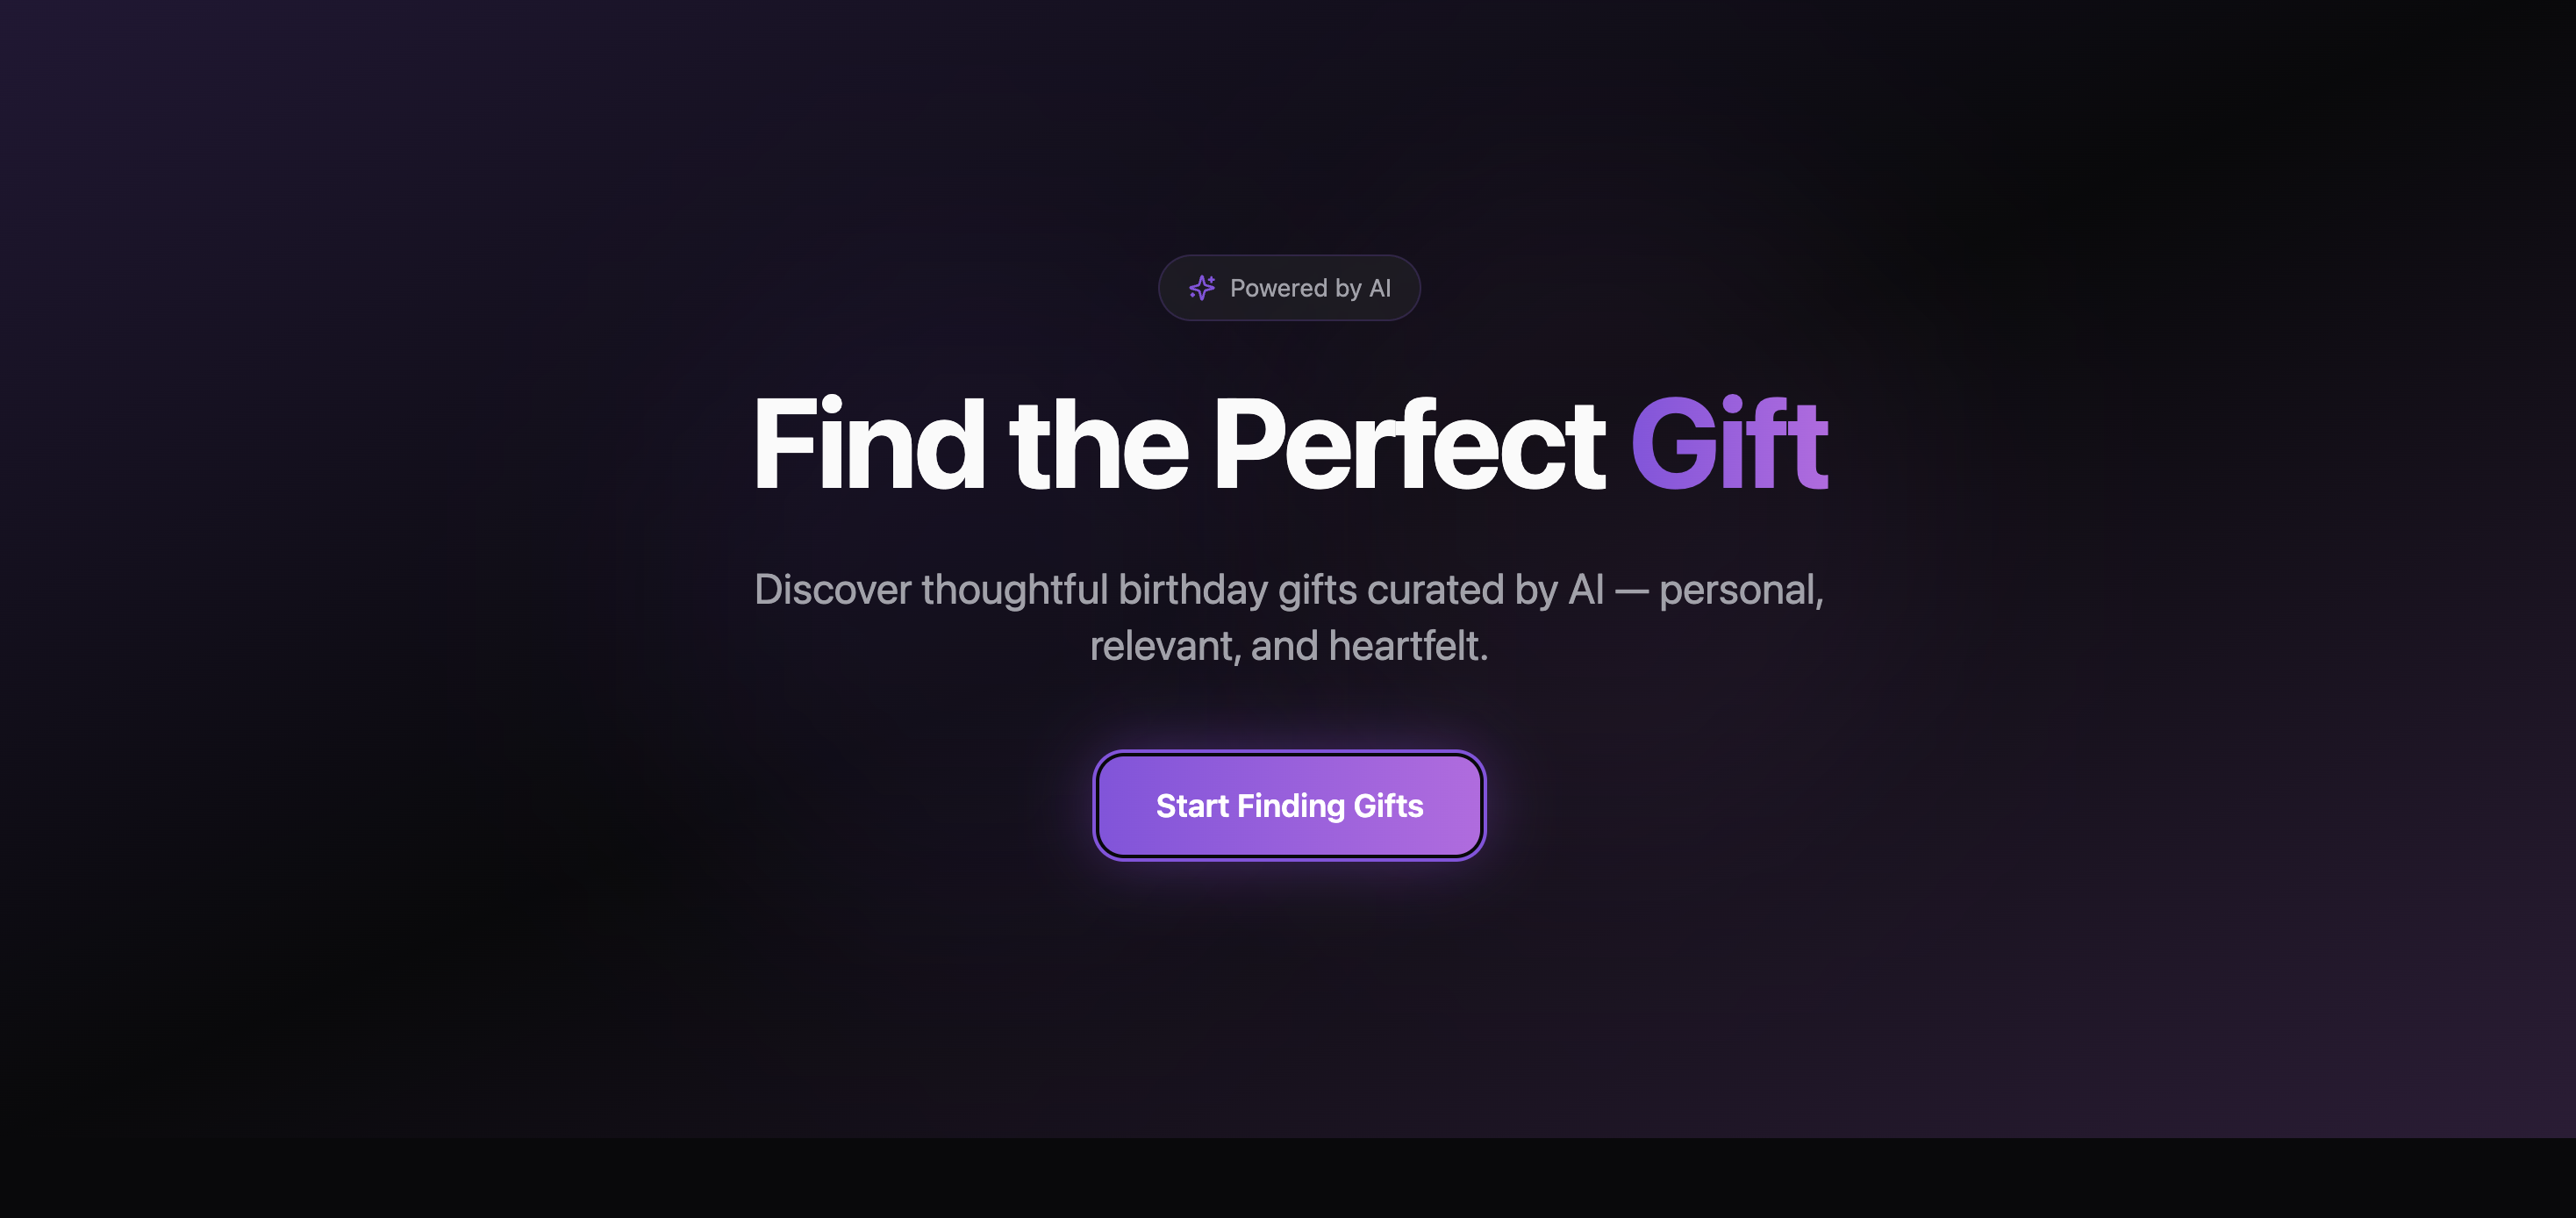 Powered by AI
Find the Perfect Gift
Discover thoughtful birthday gifts curated by AI — personal,
relevant, and heartfelt.
Start Finding Gifts